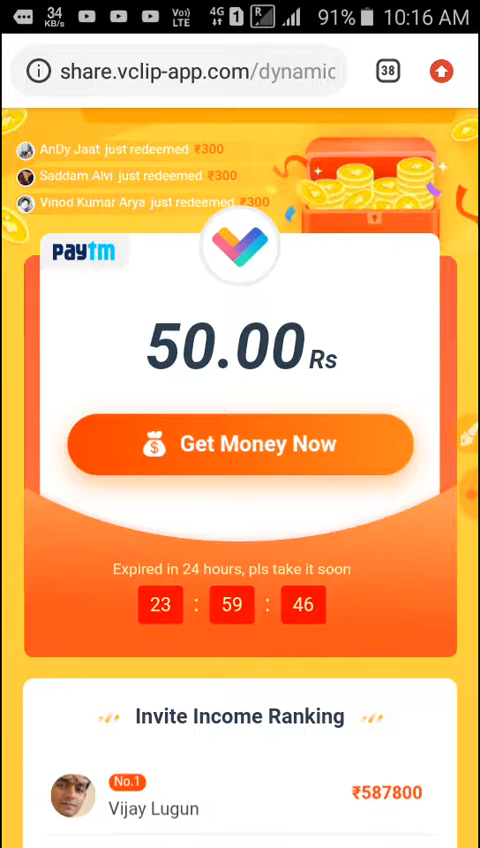 34
KB/s
Vo))
LTE
4G
1
R
91%
10:16 AM
share.vclip-app.com/dynamic
38
AnDy Jaat just redeemed ₹300
Saddam Alvi just redeemed ₹300
Vinod Kumar Arya just redeemed ₹300
paytm
50.00 Rs
$
Get Money Now
Expired in 24 hours, pls take it soon
23 : 59 : 46
Invite Income Ranking
No.1
Vijay Lugun
₹587800